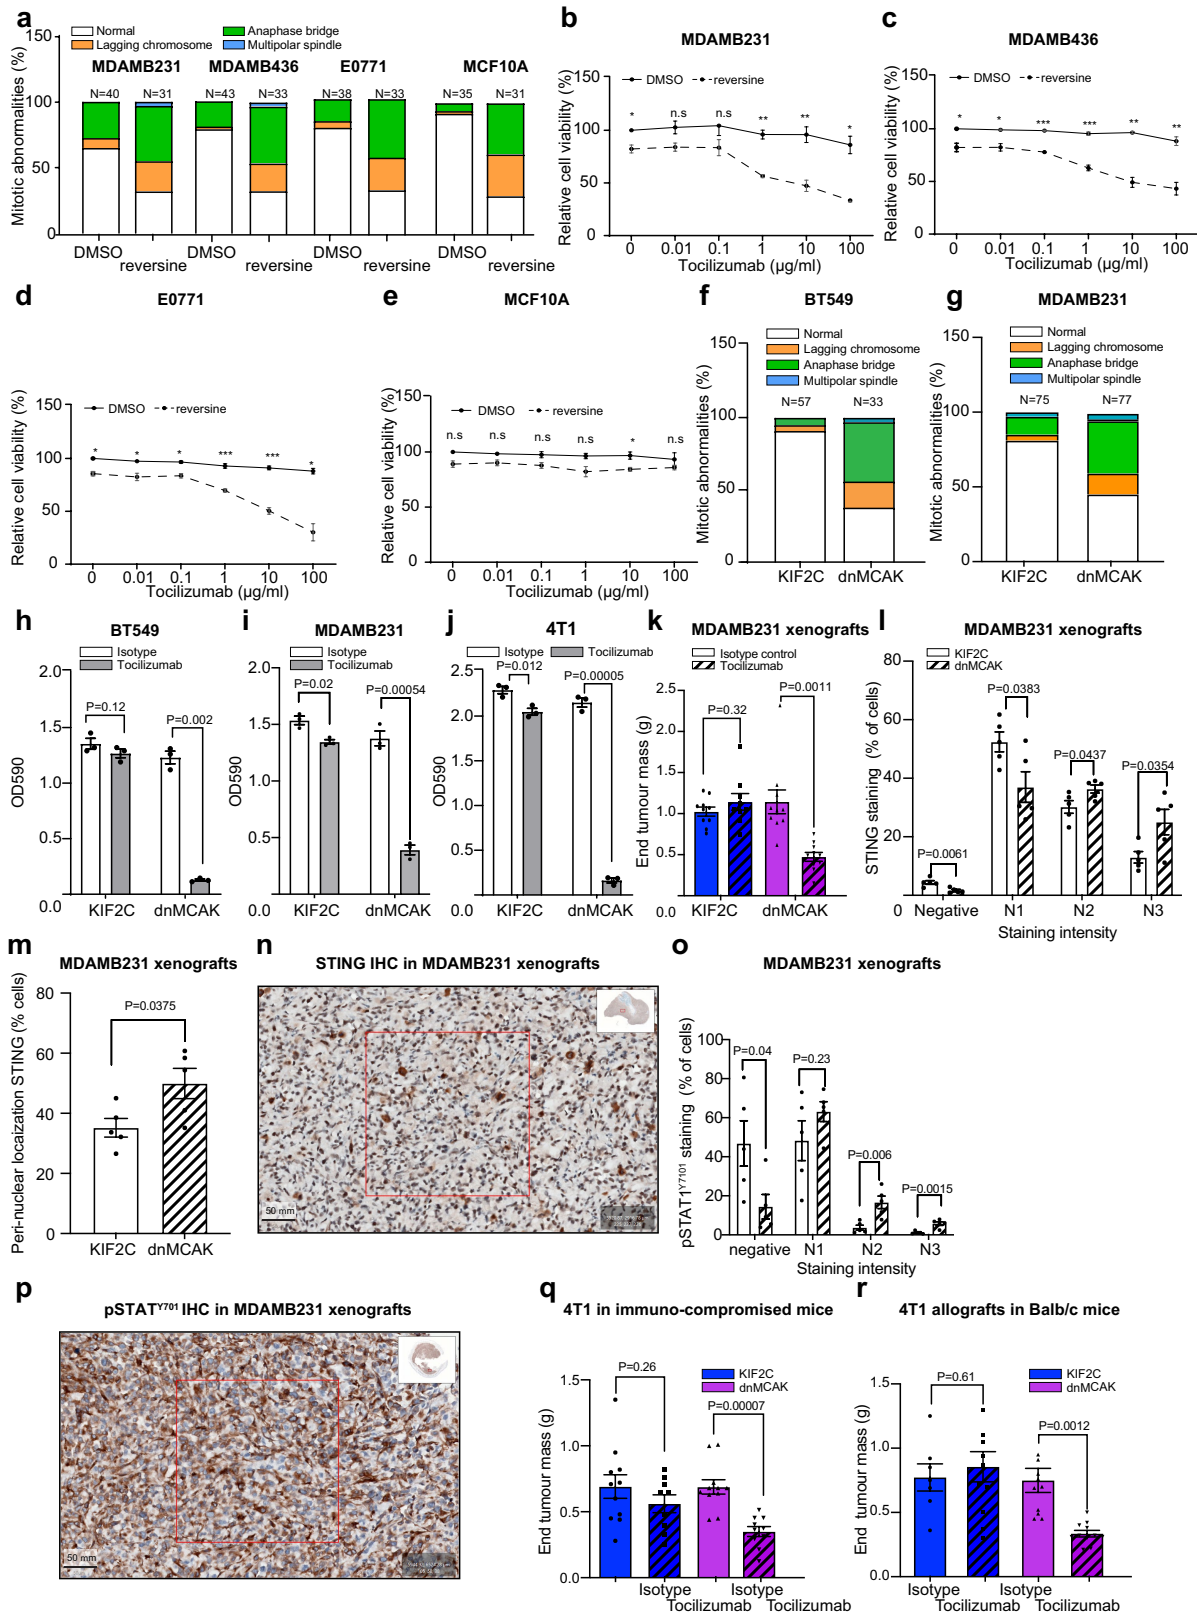 a
Normal
Anaphase bridge
Lagging chromosome
Multipolar spindle
Mitotic abnormalities (%)
150
100
50
0
MDAMB231
MDAMB436
E0771
MCF10A
N=40
N=31
N=43
N=33
N=38
N=33
N=35
N=31
DMSO
reversine
DMSO
reversine
DMSO
reversine
DMSO
reversine
b
MDAMB231
Relative cell viability (%)
150
100
50
0
DMSO
reversine
*
n.s
n.s
**
**
*
0
0.01
0.1
1
10
100
Tocilizumab (µg/ml)
c
MDAMB436
Relative cell viability (%)
150
100
50
0
DMSO
reversine
*
*
***
***
**
**
0
0.01
0.1
1
10
100
Tocilizumab (µg/ml)
d
E0771
Relative cell viability (%)
150
100
50
0
DMSO
reversine
*
*
*
***
***
*
0
0.01
0.1
1
10
100
Tocilizumab (µg/ml)
e
MCF10A
Relative cell viability (%)
150
100
50
0
DMSO
reversine
n.s
n.s
n.s
n.s
*
n.s
0
0.01
0.1
1
10
100
Tocilizumab (µg/ml)
f
BT549
Normal
Lagging chromosome
Anaphase bridge
Multipolar spindle
Mitotic abnormalities (%)
150
100
50
0
N=57
N=33
KIF2C
dnMCAK
g
MDAMB231
Normal
Lagging chromosome
Anaphase bridge
Multipolar spindle
Mitotic abnormalities (%)
150
100
50
0
N=75
N=77
KIF2C
dnMCAK
h
BT549
Isotype
Tocilizumab
OD590
2.0
1.5
1.0
0.5
0.0
P=0.12
P=0.002
KIF2C
dnMCAK
i
MDAMB231
Isotype
Tocilizumab
OD590
2.0
1.5
1.0
0.5
0.0
P=0.02
P=0.00054
KIF2C
dnMCAK
j
4T1
Isotype
Tocilizumab
OD590
2.5
2.0
1.5
1.0
0.5
0.0
P=0.012
P=0.00005
KIF2C
dnMCAK
k
MDAMB231 xenografts
Isotype control
Tocilizumab
End tumour mass (g)
2.5
2.0
1.5
1.0
0.5
0.0
P=0.32
P=0.0011
KIF2C
dnMCAK
l
MDAMB231 xenografts
KIF2C
dnMCAK
STING staining (% of cells)
80
60
40
20
0
P=0.0061
P=0.0383
P=0.0437
P=0.0354
Negative
N1
N2
N3
Staining intensity
m
MDAMB231 xenografts
Peri-nuclear locaization STING (% cells)
80
60
40
20
0
P=0.0375
KIF2C
dnMCAK
n
STING IHC in MDAMB231 xenografts
50 mm
o
MDAMB231 xenografts
pSTAT1Y7101 staining (% of cells)
100
80
60
40
20
0
P=0.04
P=0.23
P=0.006
P=0.0015
negative
N1
N2
N3
Staining intensity
p
pSTATY701 IHC in MDAMB231 xenografts
50 mm
q
4T1 in immuno-compromised mice
KIF2C
dnMCAK
End tumour mass (g)
1.5
1.0
0.5
0.0
P=0.26
P=0.00007
Isotype
Tocilizumab
Isotype
Tocilizumab
r
4T1 allografts in Balb/c mice
KIF2C
dnMCAK
End tumour mass (g)
1.5
1.0
0.5
0.0
P=0.61
P=0.0012
Isotype
Tocilizumab
Isotype
Tocilizumab